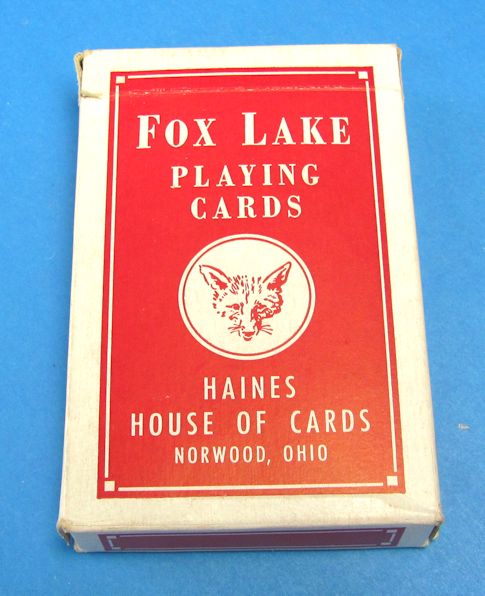 FOX LAKE
PLAYING
CARDS
HAINES
HOUSE OF CARDS
NORWOOD, OHIO